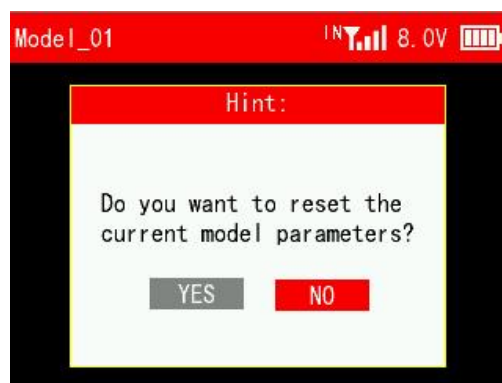 Model_01 IN 8.0V
Hint:
Do you want to reset the
current model parameters?
YES NO